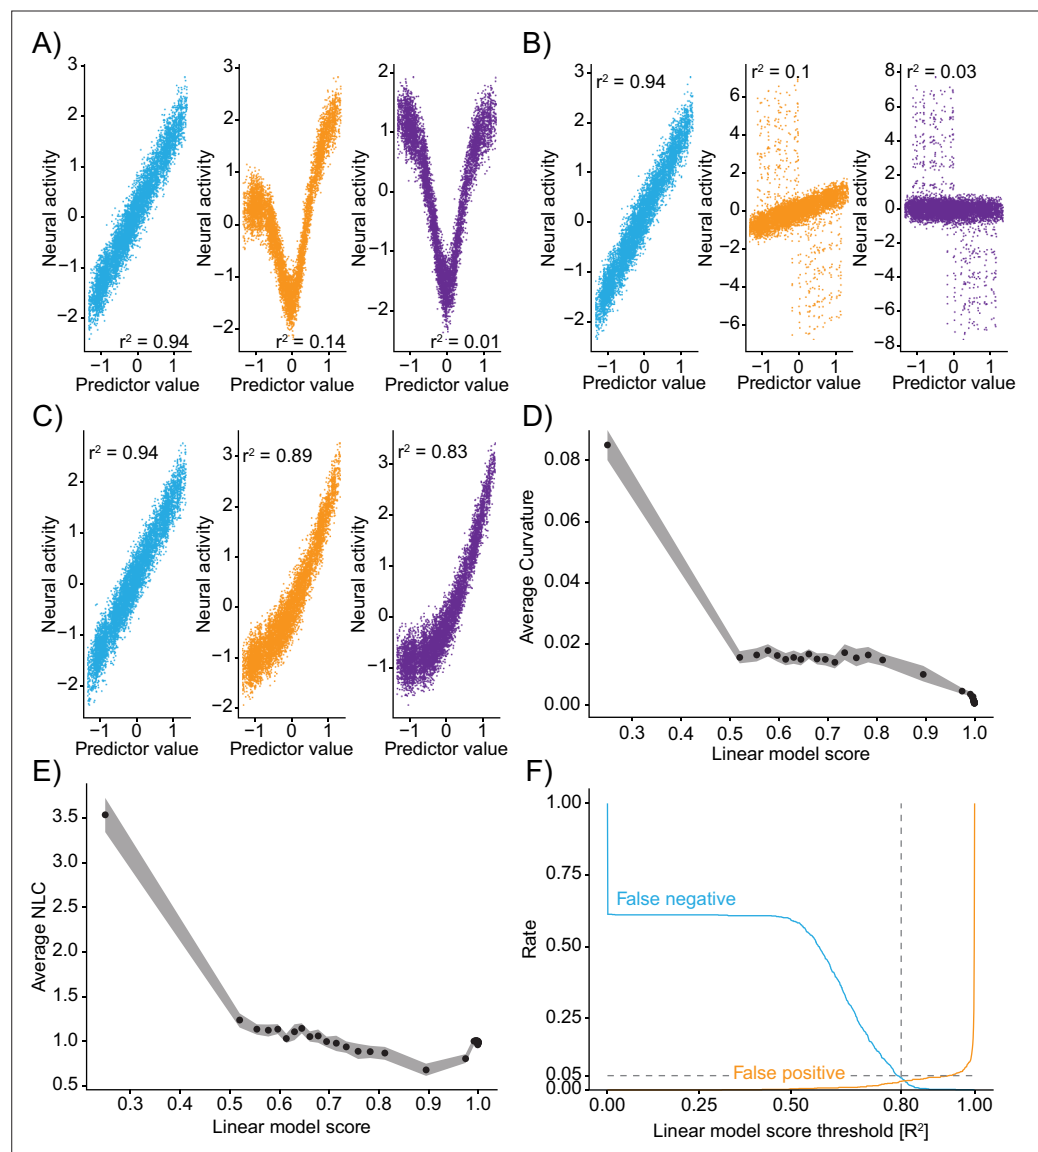 A)
Neural activity
3
2
1
0
−1
−2
r² = 0.94
−1 0 1
Predictor value
Neural activity
3
2
1
0
−1
−2
r² = 0.14
−1 0 1
Predictor value
Neural activity
2
1
0
−1
−2
r² = 0.01
−1 0 1
Predictor value
B)
Neural activity
3
2
1
0
−1
−2
r² = 0.94
−1 0 1
Predictor value
Neural activity
r² = 0.1
6
4
2
0
−2
−4
−6
−1 0 1
Predictor value
Neural activity
r² = 0.03
8
6
4
2
0
−2
−4
−6
−8
−1 0 1
Predictor value
C)
Neural activity
r² = 0.94
2
1
0
−1
−2
−1 0 1
Predictor value
Neural activity
r² = 0.89
3
2
1
0
−1
−2
−1 0 1
Predictor value
Neural activity
r² = 0.83
3
2
1
0
−1
−1 0 1
Predictor value
D)
Average Curvature
0.08
0.06
0.04
0.02
0.00
0.3 0.4 0.5 0.6 0.7 0.8 0.9 1.0
Linear model score
E)
Average NLC
3.5
3.0
2.5
2.0
1.5
1.0
0.5
0.3 0.4 0.5 0.6 0.7 0.8 0.9 1.0
Linear model score
F)
Rate
1.00
0.75
0.50
0.25
0.05
0.00
False negative
False positive
0.00 0.50 0.80 1.00
Linear model score threshold [R²]